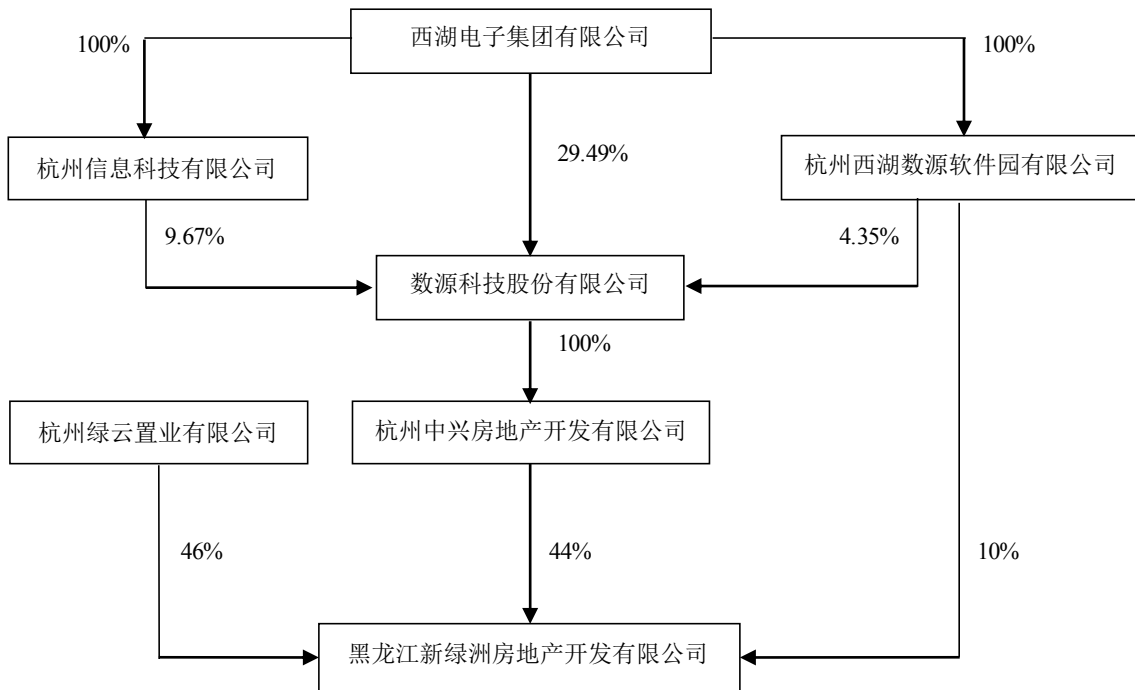 西湖电子集团有限公司
100%
100%
29.49%
杭州信息科技有限公司
杭州西湖数源软件园有限公司
9.67%
4.35%
数源科技股份有限公司
100%
杭州绿云置业有限公司
杭州中兴房地产开发有限公司
46%
44%
10%
黑龙江新绿洲房地产开发有限公司